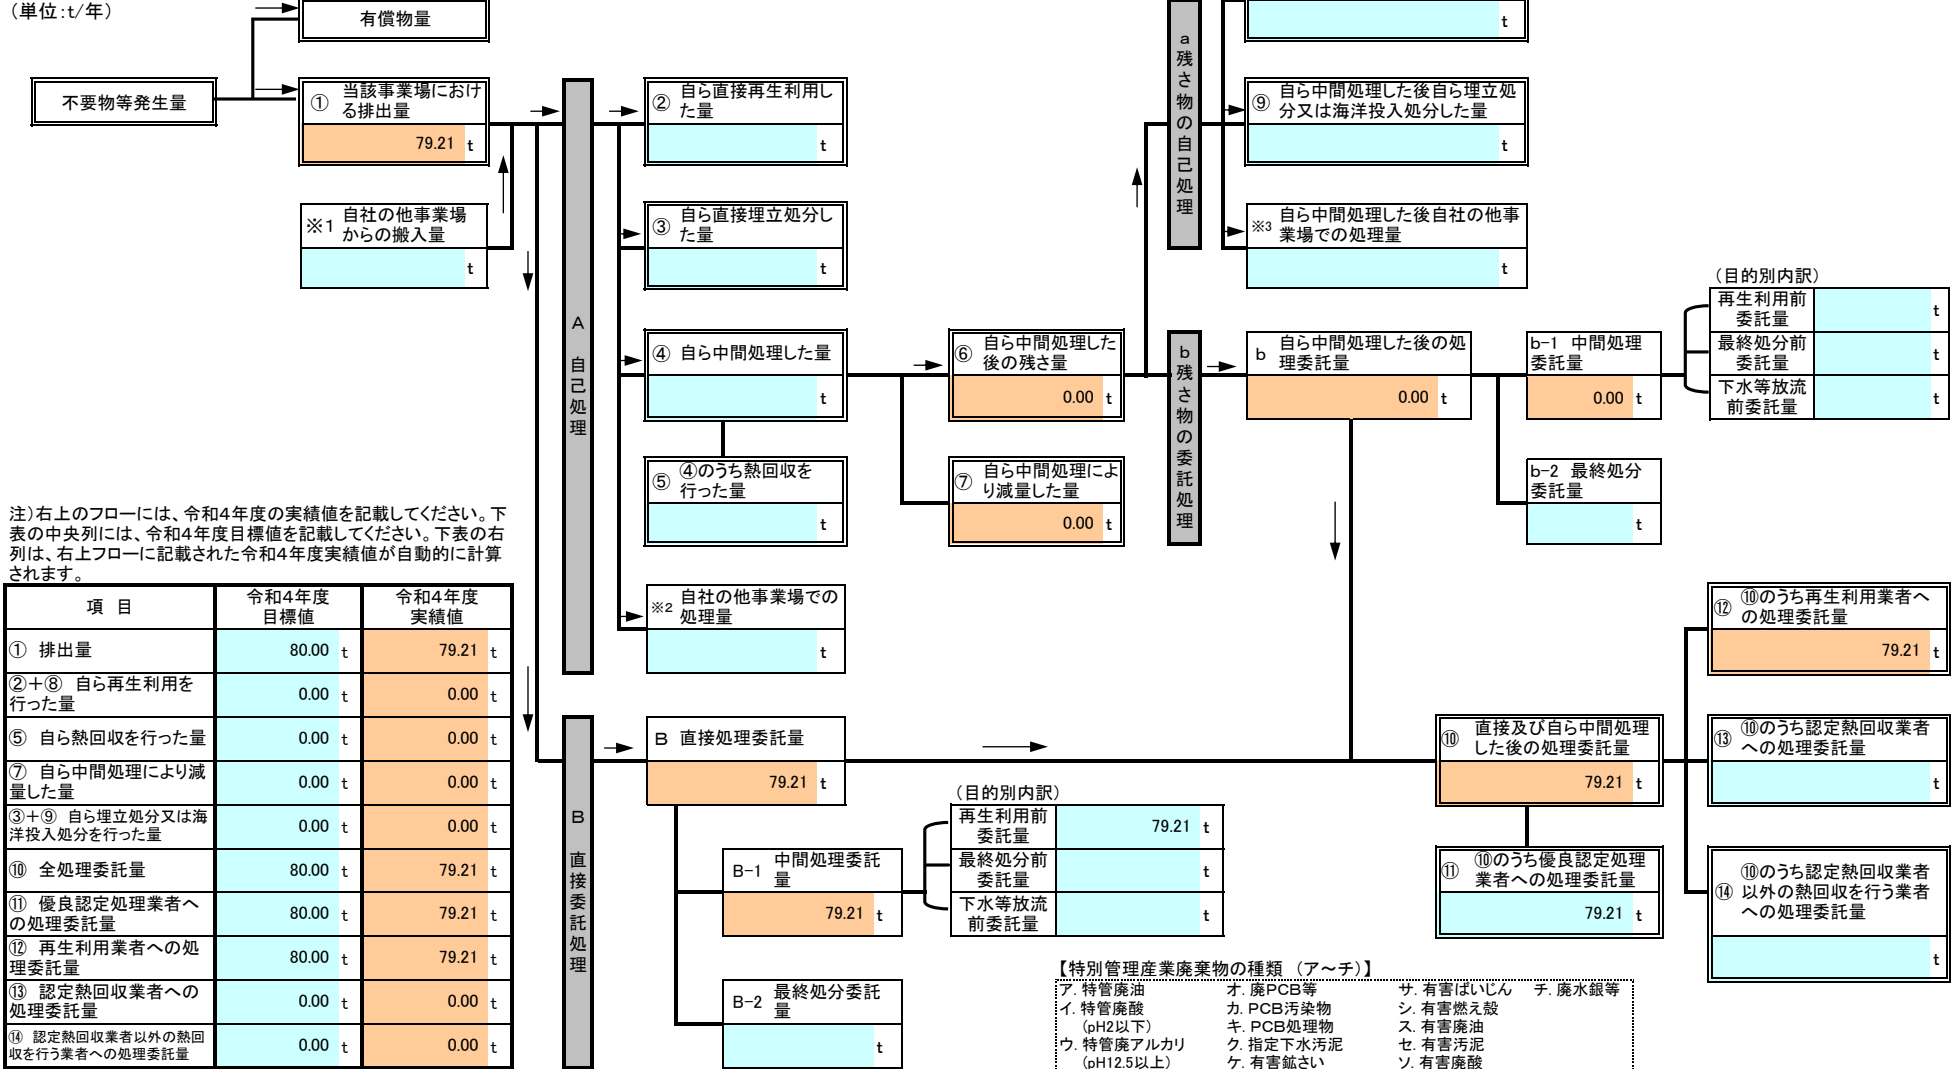 （単位：t/年）
有償物量
不要物等発生量
① 当該事業場におけ
る排出量
79.21 t
※1 自社の他事業場
からの搬入量
t
A 自己処理
② 自ら直接再生利用し
た量
t
③ 自ら直接埋立処分し
た量
t
④ 自ら中間処理した量
t
⑤ ④のうち熱回収を
行った量
t
※2 自社の他事業場での
処理量
t
⑥ 自ら中間処理した
後の残さ量
0.00 t
⑦ 自ら中間処理によ
り減量した量
0.00 t
a 残さ物の自己処理
t
⑨ 自ら中間処理した後自ら埋立処
分又は海洋投入処分した量
t
※3 自ら中間処理した後自社の他事
業場での処理量
t
b 残さ物の委託処理
b 自ら中間処理した後の処
理委託量
0.00 t
b-1 中間処理
委託量
0.00 t
b-2 最終処分
委託量
t
（目的別内訳）
再生利用前
委託量 t
最終処分前
委託量 t
下水等放流
前委託量 t
注）右上のフローには、令和４年度の実績値を記載してください。下
表の中央列には、令和４年度目標値を記載してください。下表の右
列は、右上フローに記載された令和４年度実績値が自動的に計算
されます。
項 目 令和４年度 目標値 令和４年度 実績値
① 排出量 80.00 t 79.21 t
②＋⑧ 自ら再生利用を
行った量 0.00 t 0.00 t
⑤ 自ら熱回収を行った量 0.00 t 0.00 t
⑦ 自ら中間処理により減
量した量 0.00 t 0.00 t
③＋⑨ 自ら埋立処分又は海
洋投入処分を行った量 0.00 t 0.00 t
⑩ 全処理委託量 80.00 t 79.21 t
⑪ 優良認定処理業者へ
の処理委託量 80.00 t 79.21 t
⑫ 再生利用業者への処
理委託量 80.00 t 79.21 t
⑬ 認定熱回収業者への
処理委託量 0.00 t 0.00 t
⑭ 認定熱回収業者以外の熱回
収を行う業者への処理委託量 0.00 t 0.00 t
B 直接委託処理
B 直接処理委託量
79.21 t
B-1 中間処理委託
量
79.21 t
B-2 最終処分委託
量
t
（目的別内訳）
再生利用前
委託量 79.21 t
最終処分前
委託量 t
下水等放流
前委託量 t
⑩ 直接及び自ら中間処理
した後の処理委託量
79.21 t
⑪ ⑩のうち優良認定処理
業者への処理委託量
79.21 t
⑫ ⑩のうち再生利用業者へ
の処理委託量
79.21 t
⑬ ⑩のうち認定熱回収業者
への処理委託量
t
⑭ ⑩のうち認定熱回収業者
以外の熱回収を行う業者
への処理委託量
t
【特別管理産業廃棄物の種類 （ア～チ）】
ア. 特管廃油 オ. 廃PCB等 サ. 有害ばいじん チ. 廃水銀等
イ. 特管廃酸 カ. PCB汚染物 シ. 有害燃え殻
（pH2以下） キ. PCB処理物 ス. 有害廃油
ウ. 特管廃アルカリ ク. 指定下水汚泥 セ. 有害汚泥
（pH12.5以上） ケ. 有害鉱さい ソ. 有害廃酸